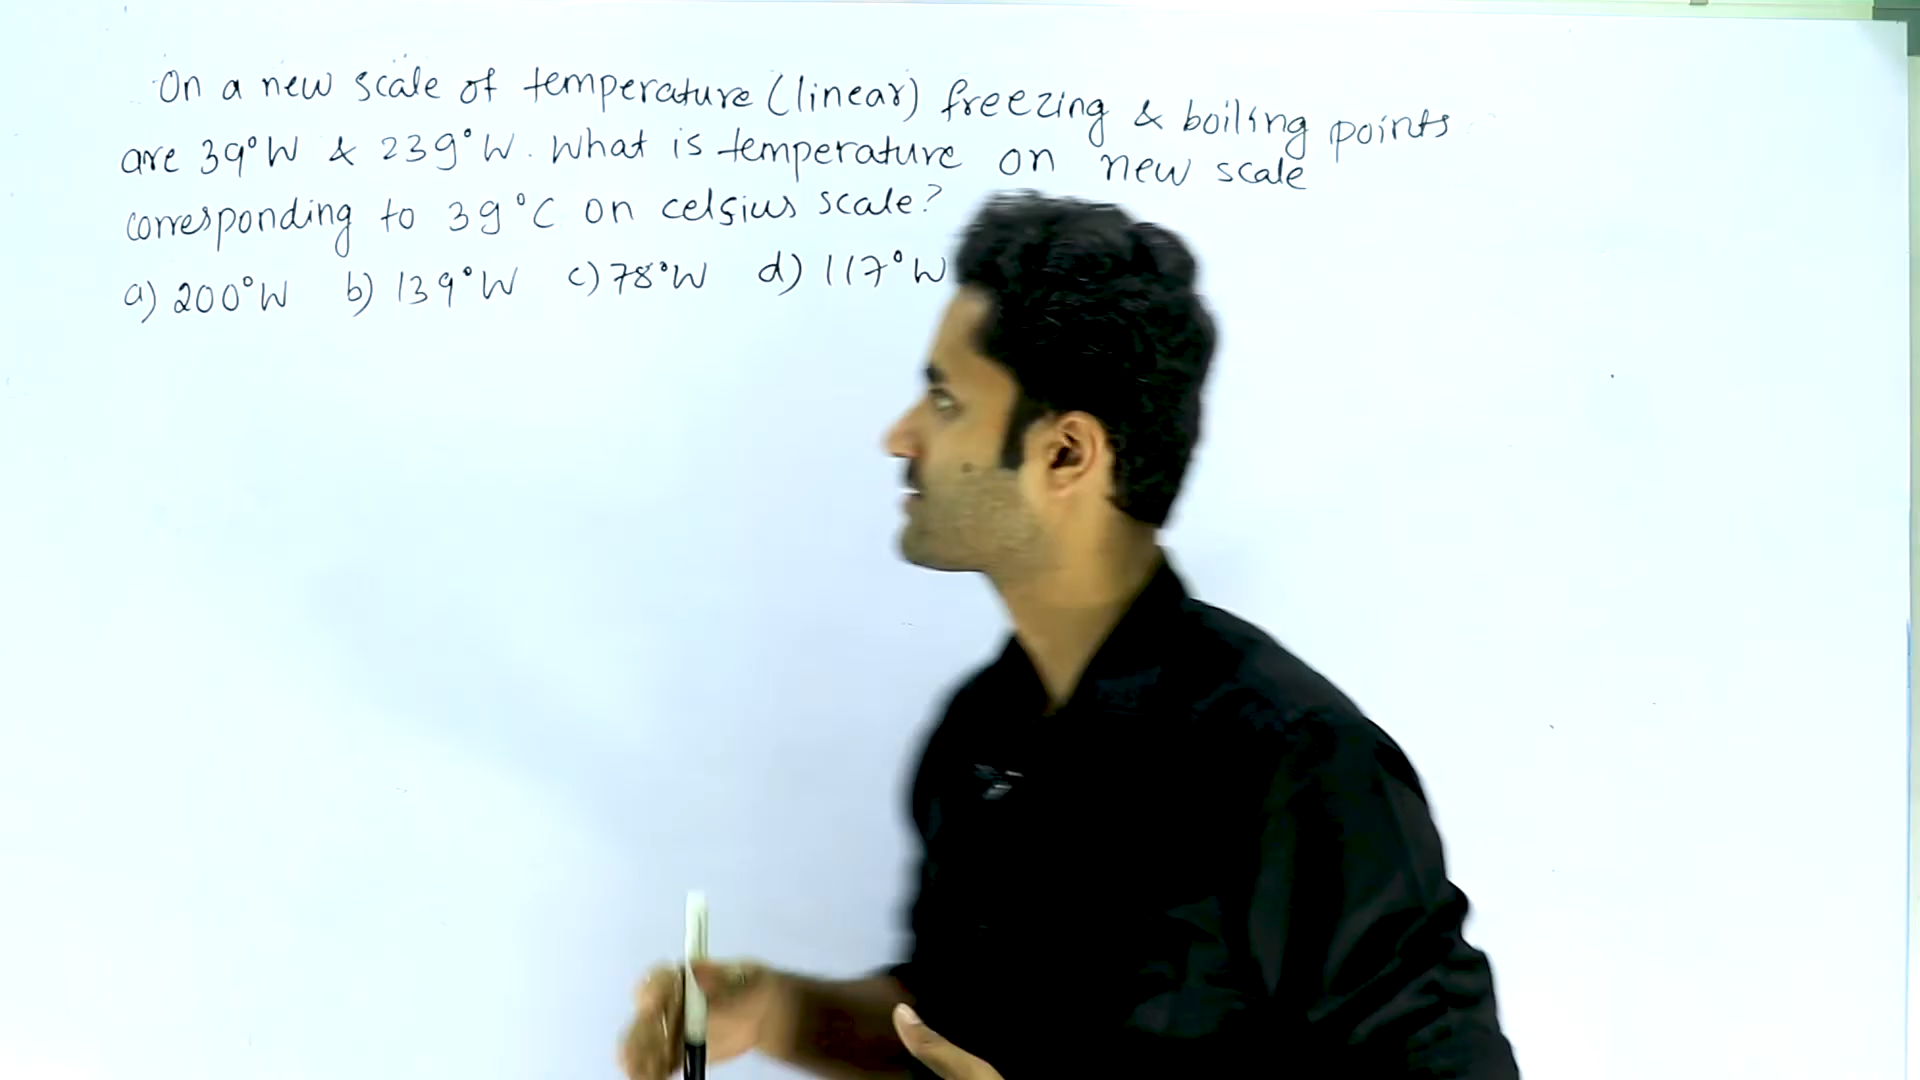 On a new scale of temperature (linear) freezing & boiling points
are 39°W & 239°W. What is temperature on new scale
corresponding to 39°C on celsius scale?
a) 200°W b) 139°W c) 78°W d) 117°W